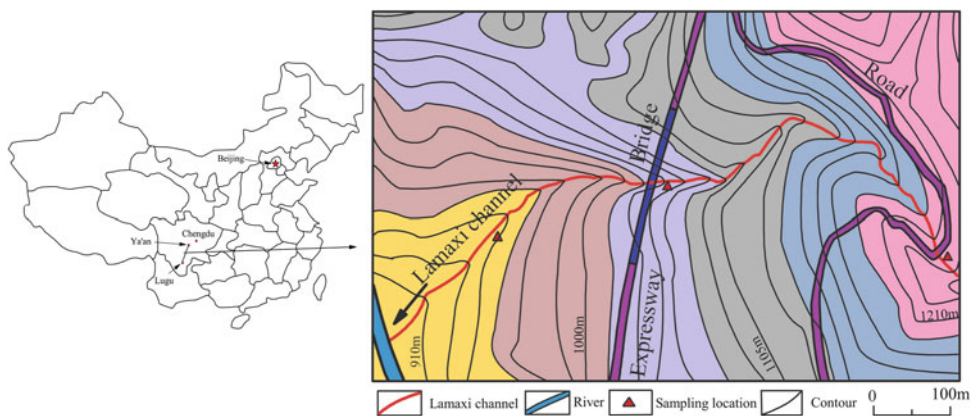 Beijing
Ya'an
Chengdu
Lugu
Road
Bridge
Lamaxi channel
Expressway
910m
1000m
1105m
1210m
Lamaxi channel
River
Sampling location
Contour
0 100m